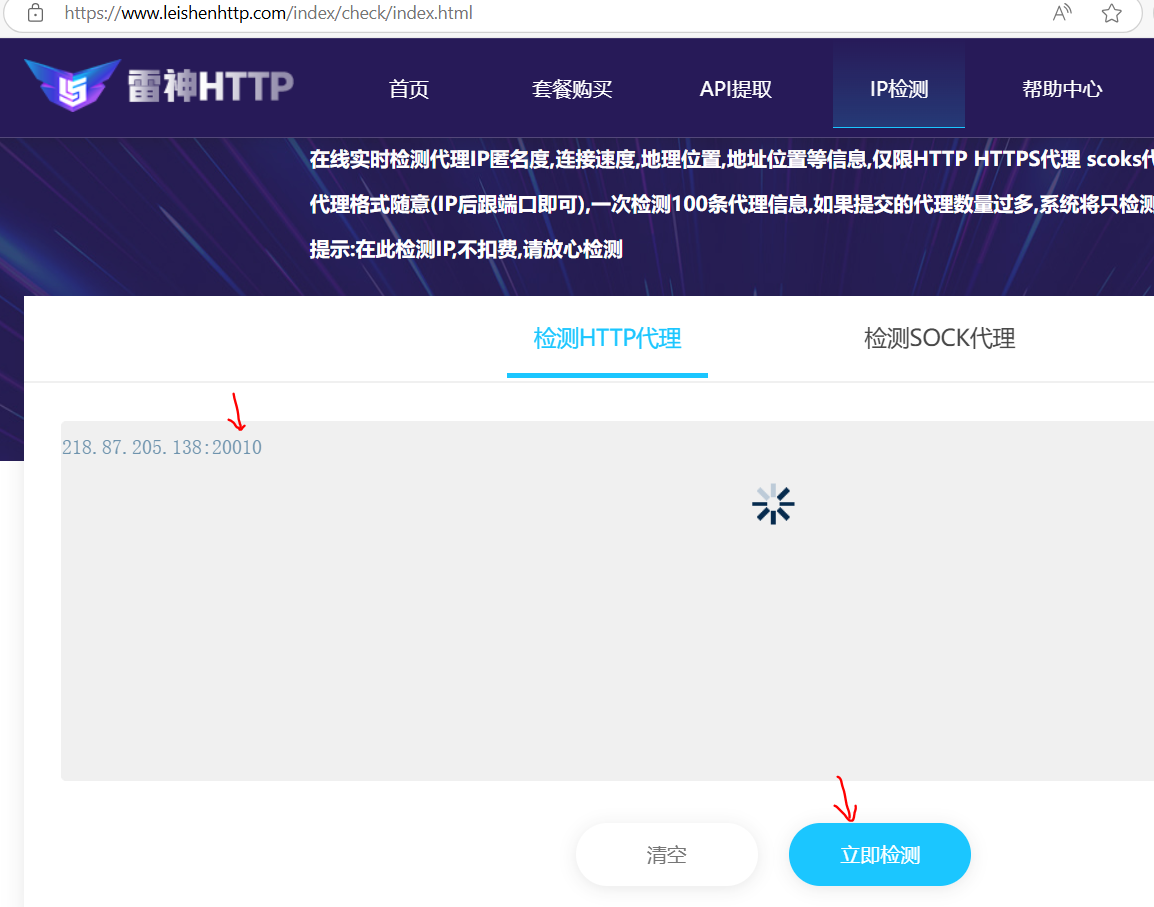 https://www.leishenhttp.com/index/check/index.html
雷神HTTP
首页 套餐购买 API提取 IP检测 帮助中心
在线实时检测代理IP匿名度,连接速度,地理位置,地址位置等信息,仅限HTTP HTTPS代理 scoks代
代理格式随意(IP后跟端口即可),一次检测100条代理信息,如果提交的代理数量过多,系统将只检测
提示:在此检测IP,不扣费,请放心检测
检测HTTP代理 检测SOCK代理
218.87.205.138:20010
清空 立即检测